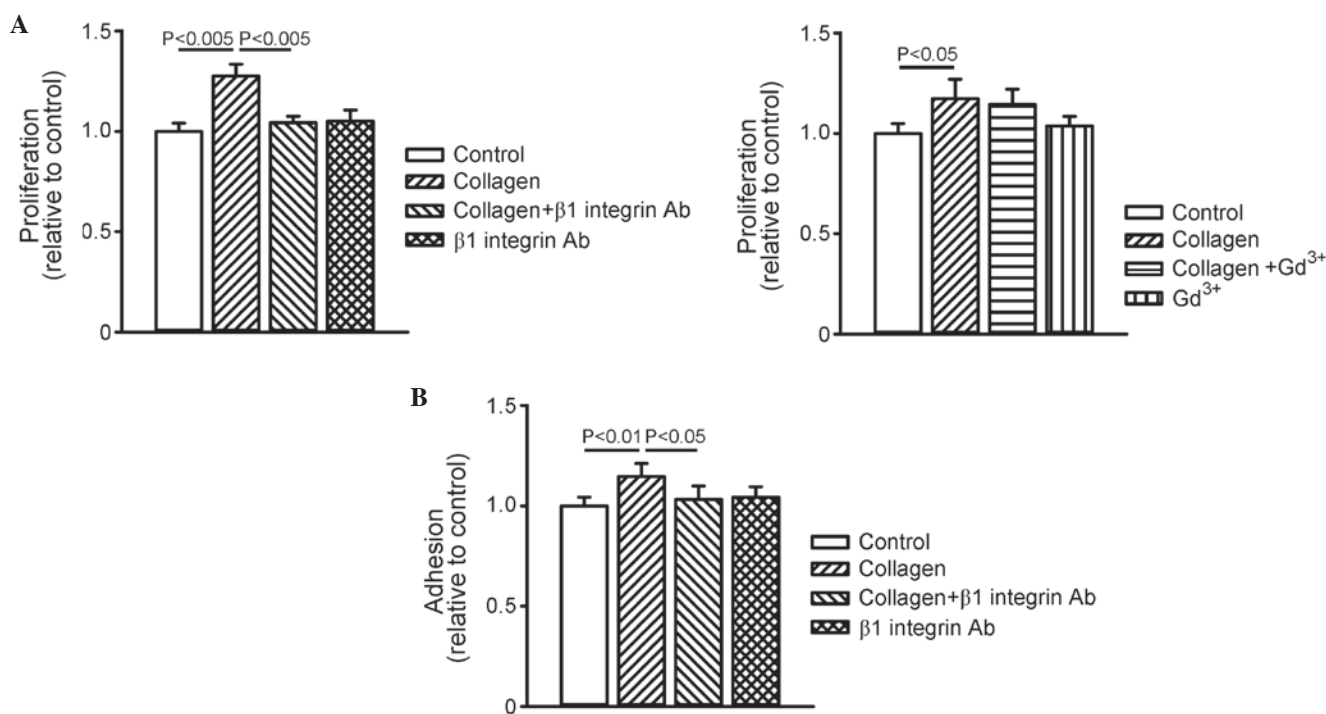 A
1.5
1.0
0.5
0
Proliferation
(relative to control)
P<0.005 P<0.005
Control
Collagen
Collagen+β1 integrin Ab
β1 integrin Ab
1.5
1.0
0.5
0
Proliferation
(relative to control)
P<0.05
Control
Collagen
Collagen +Gd³⁺
Gd³⁺
B
1.5
1.0
0.5
0
Adhesion
(relative to control)
P<0.01 P<0.05
Control
Collagen
Collagen+β1 integrin Ab
β1 integrin Ab